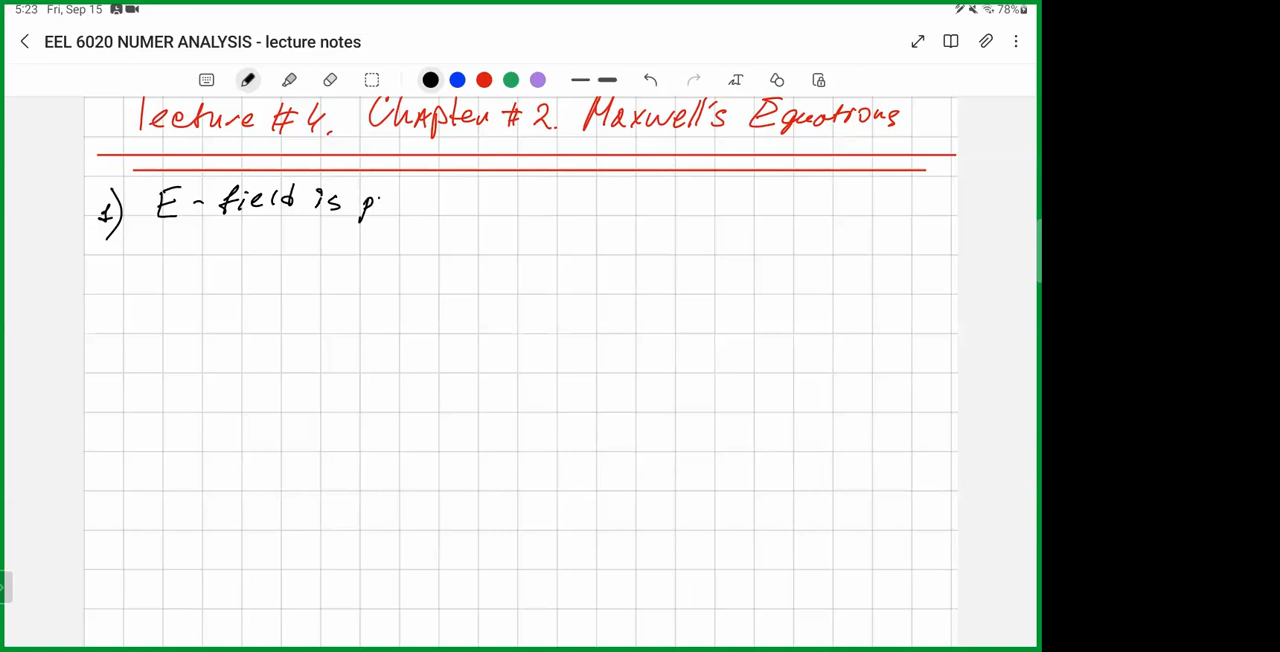 5:23 Fri, Sep 15 78%
EEL 6020 NUMER ANALYSIS - lecture notes
lecture # 4. Chapter # 2. Maxwell's Equations
1) E - field is p